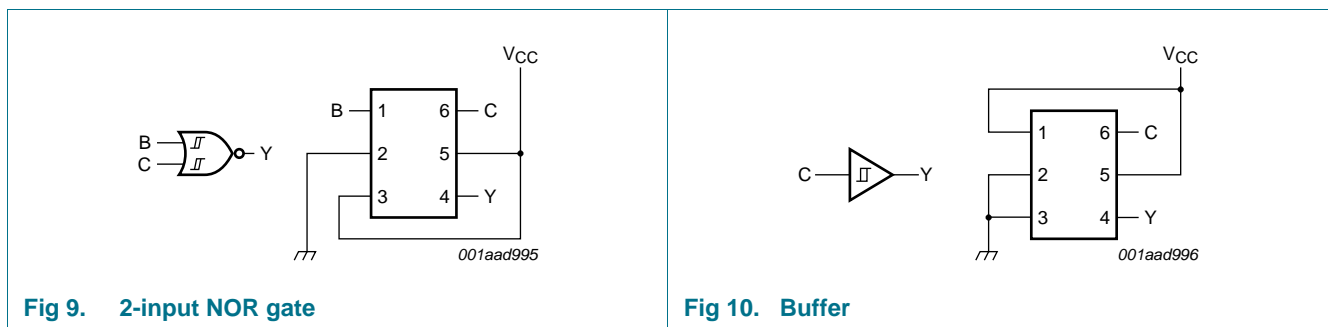 VCC
B 1 6 C
B
C Y
2 5
3 4 Y
001aad995
Fig 9. 2-input NOR gate
VCC
1 6 C
C Y
2 5
3 4 Y
001aad996
Fig 10. Buffer